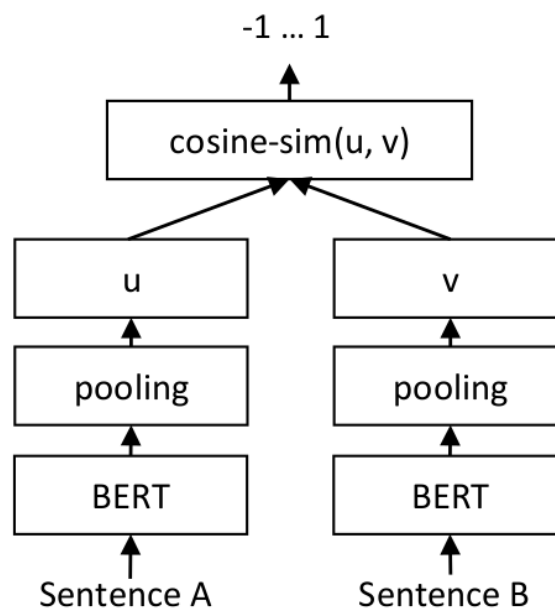 -1 … 1
cosine-sim(u, v)
u
v
pooling
pooling
BERT
BERT
Sentence A
Sentence B